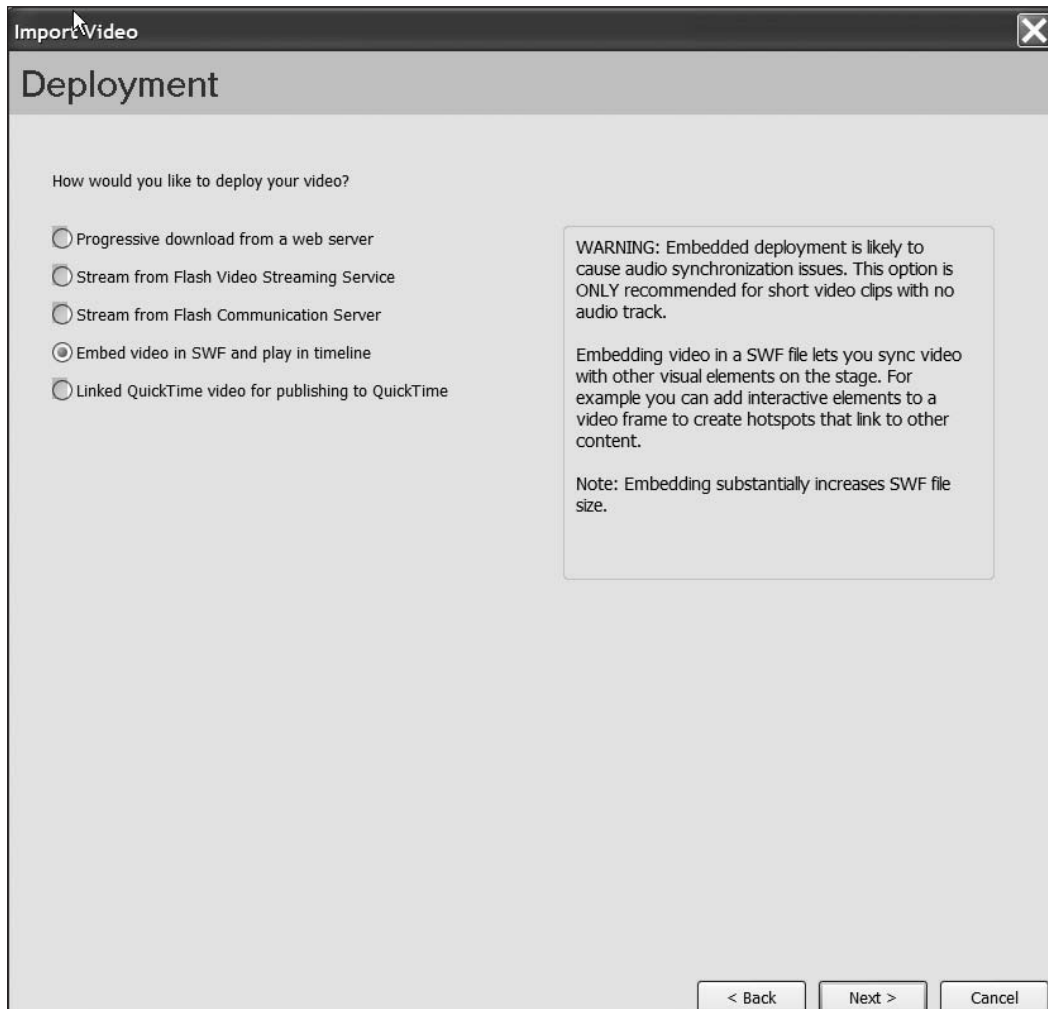 Import Video
Deployment
How would you like to deploy your video?
Progressive download from a web server
Stream from Flash Video Streaming Service
Stream from Flash Communication Server
Embed video in SWF and play in timeline
Linked QuickTime video for publishing to QuickTime
WARNING: Embedded deployment is likely to
cause audio synchronization issues. This option is
ONLY recommended for short video clips with no
audio track.
Embedding video in a SWF file lets you sync video
with other visual elements on the stage. For
example you can add interactive elements to a
video frame to create hotspots that link to other
content.
Note: Embedding substantially increases SWF file
size.
< Back
Next >
Cancel